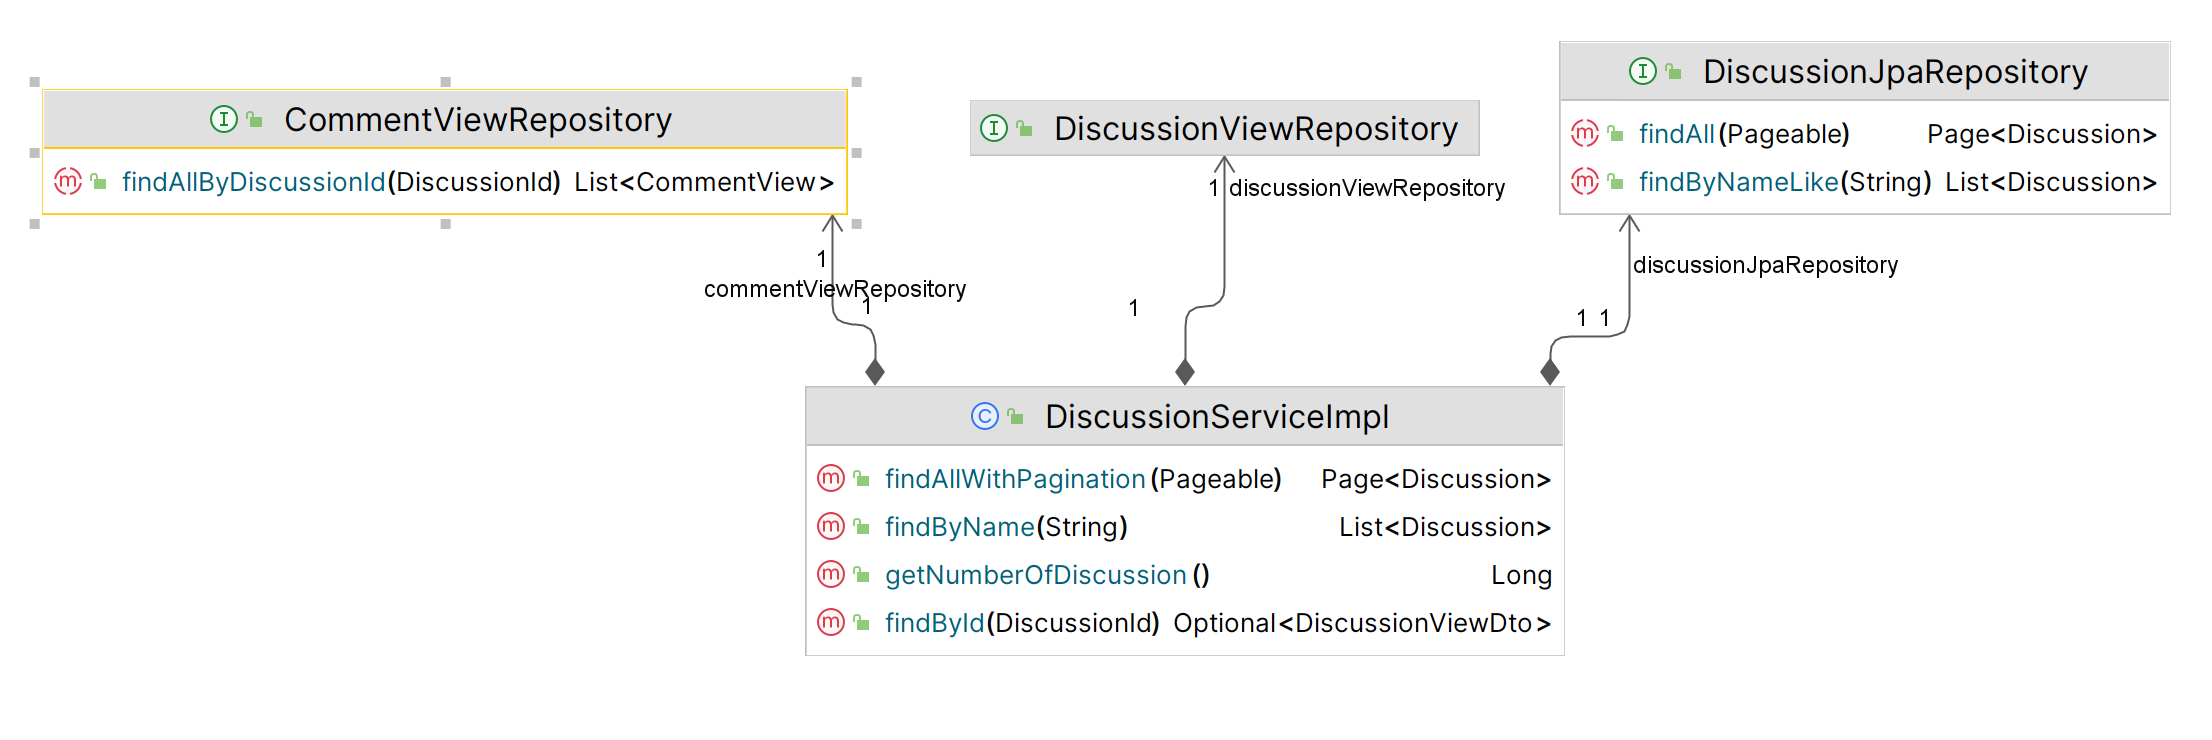 CommentViewRepository
findAllByDiscussionId(DiscussionId) List<CommentView>
DiscussionViewRepository
DiscussionJpaRepository
findAll(Pageable) Page<Discussion>
findByNameLike(String) List<Discussion>
1
commentViewRepository
1
1 discussionViewRepository
1
discussionJpaRepository
1 1
DiscussionServiceImpl
findAllWithPagination(Pageable) Page<Discussion>
findByName(String) List<Discussion>
getNumberOfDiscussion() Long
findById(DiscussionId) Optional<DiscussionViewDto>